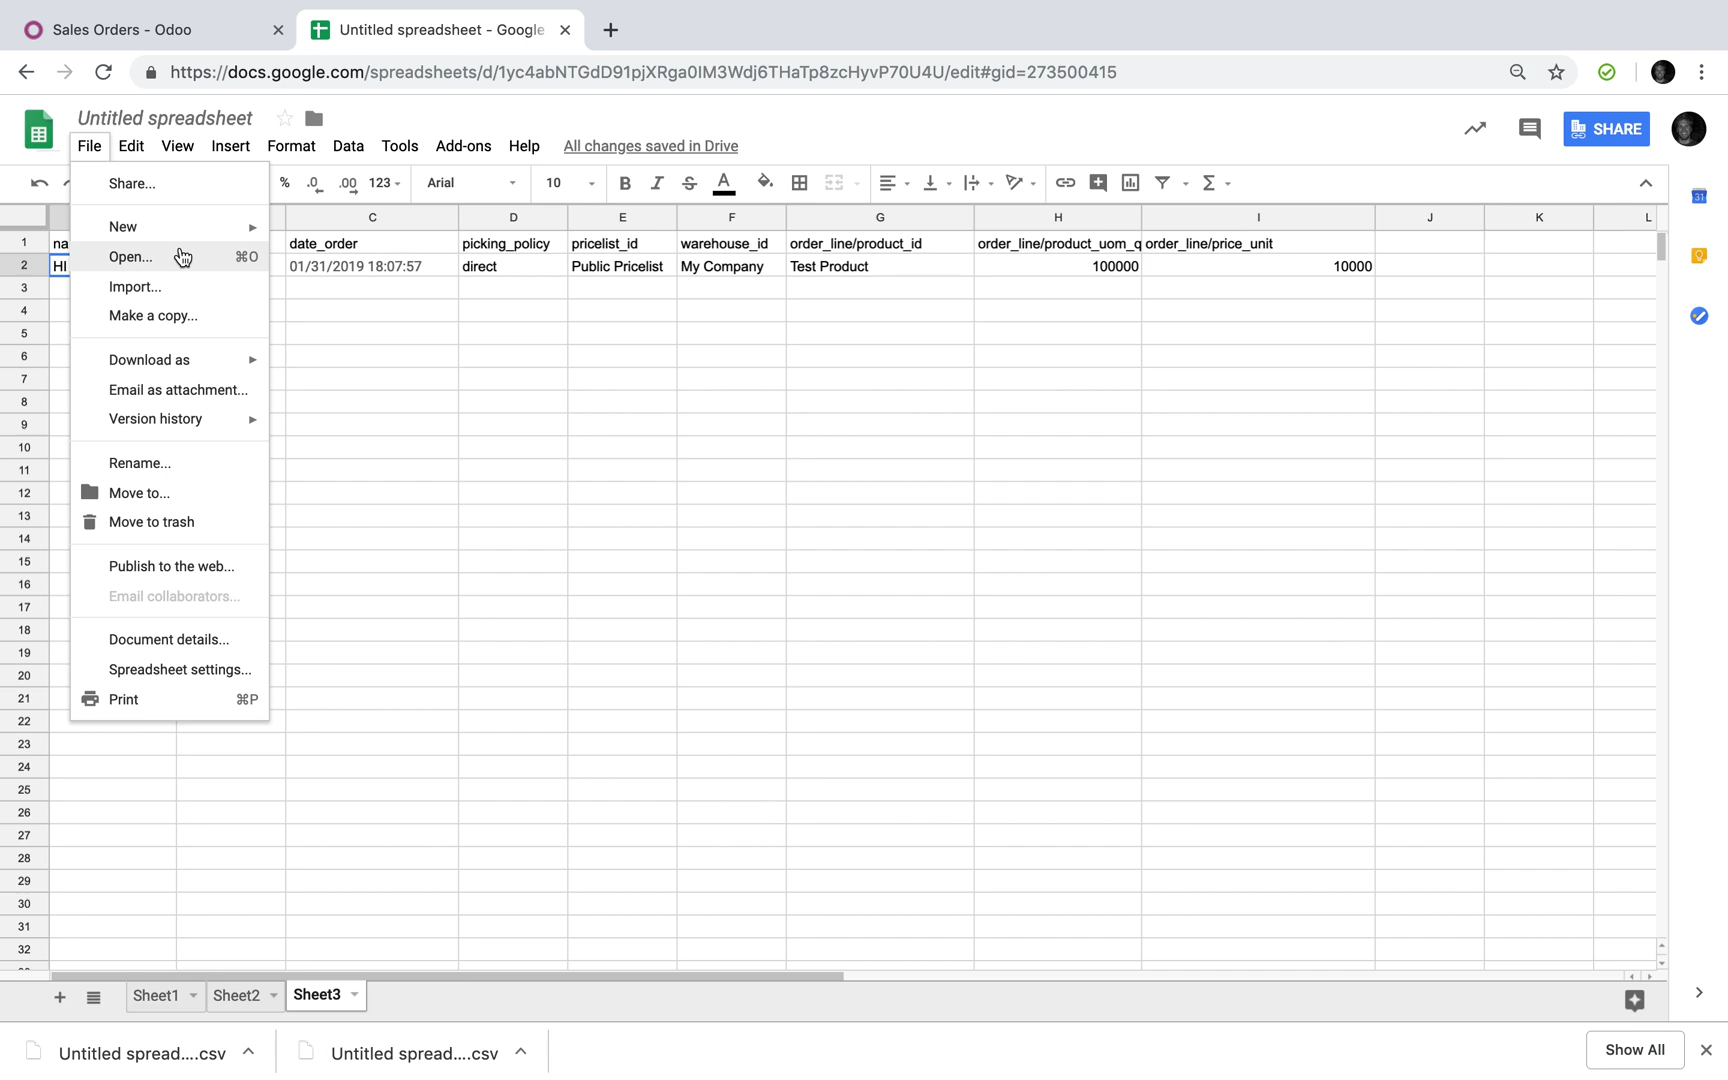 Sales Orders - Odoo
Untitled spreadsheet - Google
https://docs.google.com/spreadsheets/d/1yc4abNTGdD91pjXRga0IM3Wdj6THaTp8zcHyvP70U4U/edit#gid=273500415
Untitled spreadsheet
File Edit View Insert Format Data Tools Add-ons Help All changes saved in Drive
SHARE
% .0 .00 123 Arial 10 B I S A
31
C D E F G H I J K L
1 na date_order picking_policy pricelist_id warehouse_id order_line/product_id order_line/product_uom_q order_line/price_unit
2 HI 01/31/2019 18:07:57 direct Public Pricelist My Company Test Product 100000 10000
Share...
New
Open... ⌘O
Import...
Make a copy...
Download as
Email as attachment...
Version history
Rename...
Move to...
Move to trash
Publish to the web...
Email collaborators...
Document details...
Spreadsheet settings...
Print ⌘P
3
4
5
6
7
8
9
10
11
12
13
14
15
16
17
18
19
20
21
22
23
24
25
26
27
28
29
30
31
32
Sheet1 Sheet2 Sheet3
Untitled spread....csv Untitled spread....csv Show All